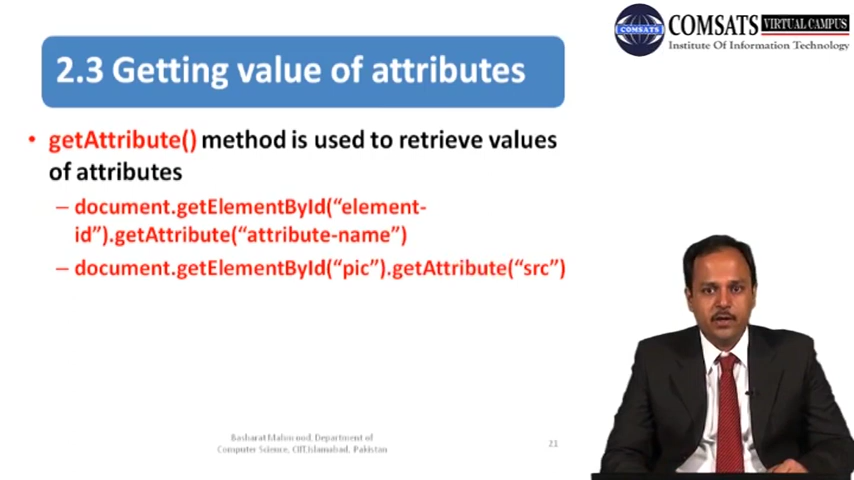 COMSATS VIRTUAL CAMPUS
COMSATS
Institute Of Information Technology
2.3 Getting value of attributes
• getAttribute() method is used to retrieve values
of attributes
– document.getElementById(“element-
id”).getAttribute(“attribute-name”)
– document.getElementById(“pic”).getAttribute(“src”)
Department of
Computer Science, CIIT,Islamabad, Pakistan
21